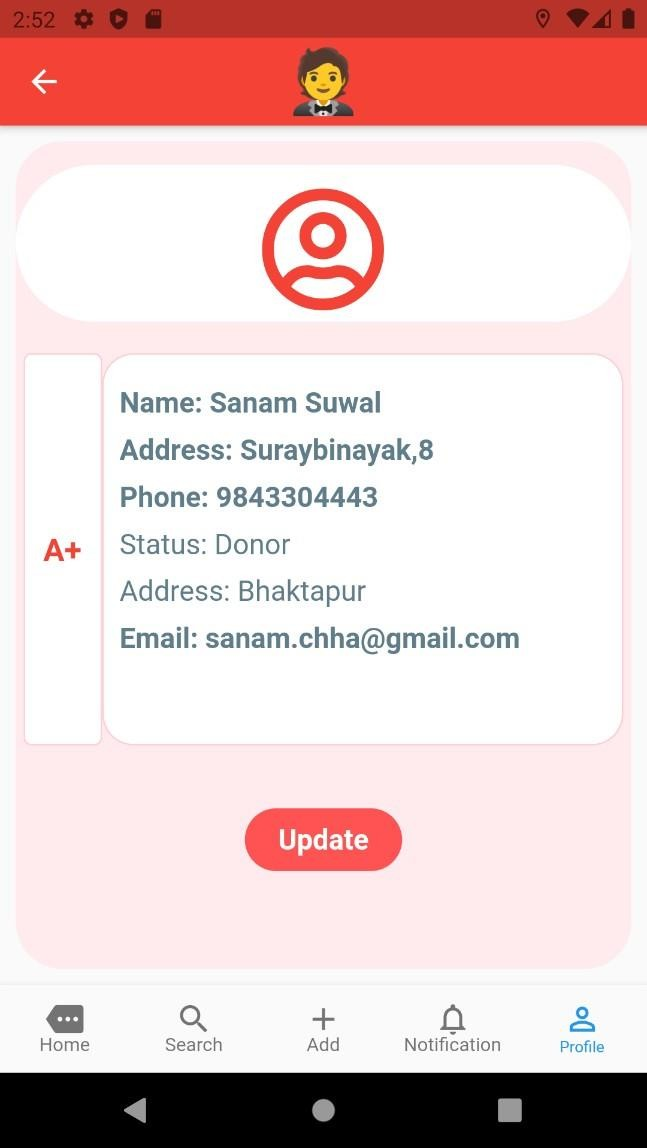 2:52
Name: Sanam Suwal
Address: Suraybinayak,8
Phone: 9843304443
A+
Status: Donor
Address: Bhaktapur
Email: sanam.chha@gmail.com
Update
Home Search Add Notification Profile